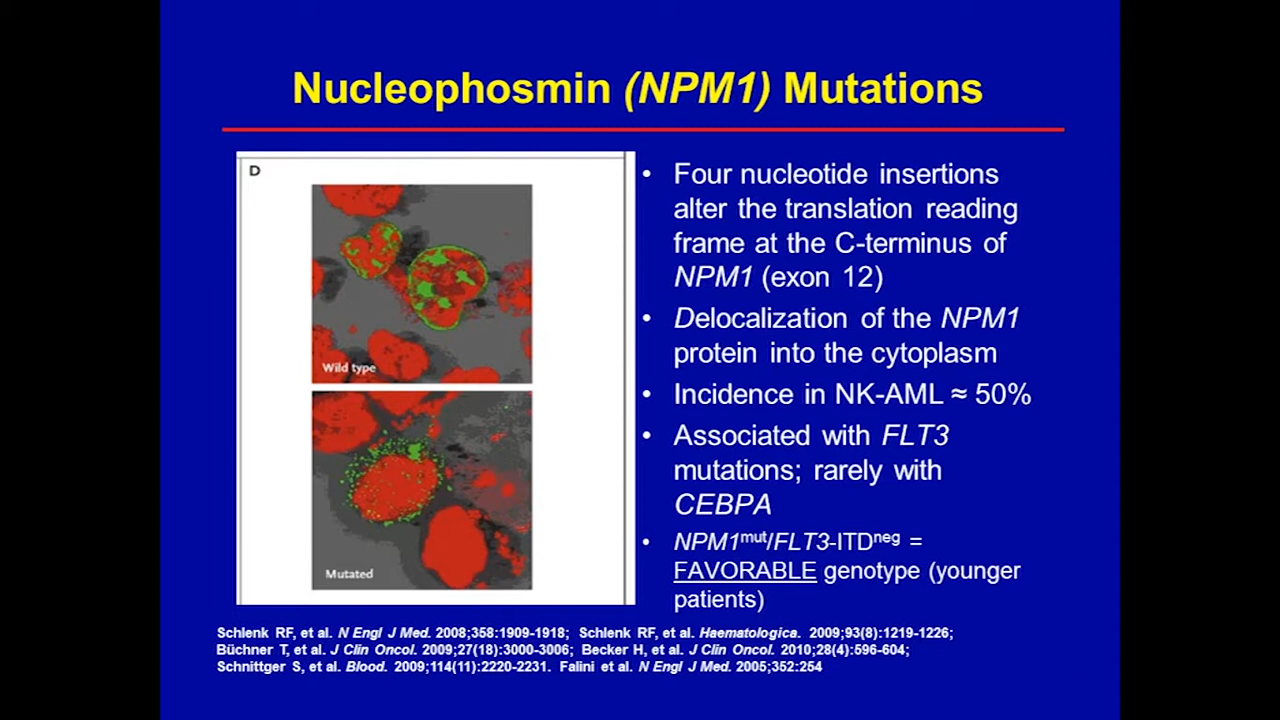 Nucleophosmin (NPM1) Mutations
D
Wild type
Mutated
• Four nucleotide insertions
alter the translation reading
frame at the C-terminus of
NPM1 (exon 12)
• Delocalization of the NPM1
protein into the cytoplasm
• Incidence in NK-AML ≈ 50%
• Associated with FLT3
mutations; rarely with
CEBPA
• NPM1mut/FLT3-ITDneg =
FAVORABLE genotype (younger
patients)
Schlenk RF, et al. N Engl J Med. 2008;358:1909-1918; Schlenk RF, et al. Haematologica. 2009;93(8):1219-1226;
Büchner T, et al. J Clin Oncol. 2009;27(18):3000-3006; Becker H, et al. J Clin Oncol. 2010;28(4):596-604;
Schnittger S, et al. Blood. 2009;114(11):2220-2231. Falini et al. N Engl J Med. 2005;352:254